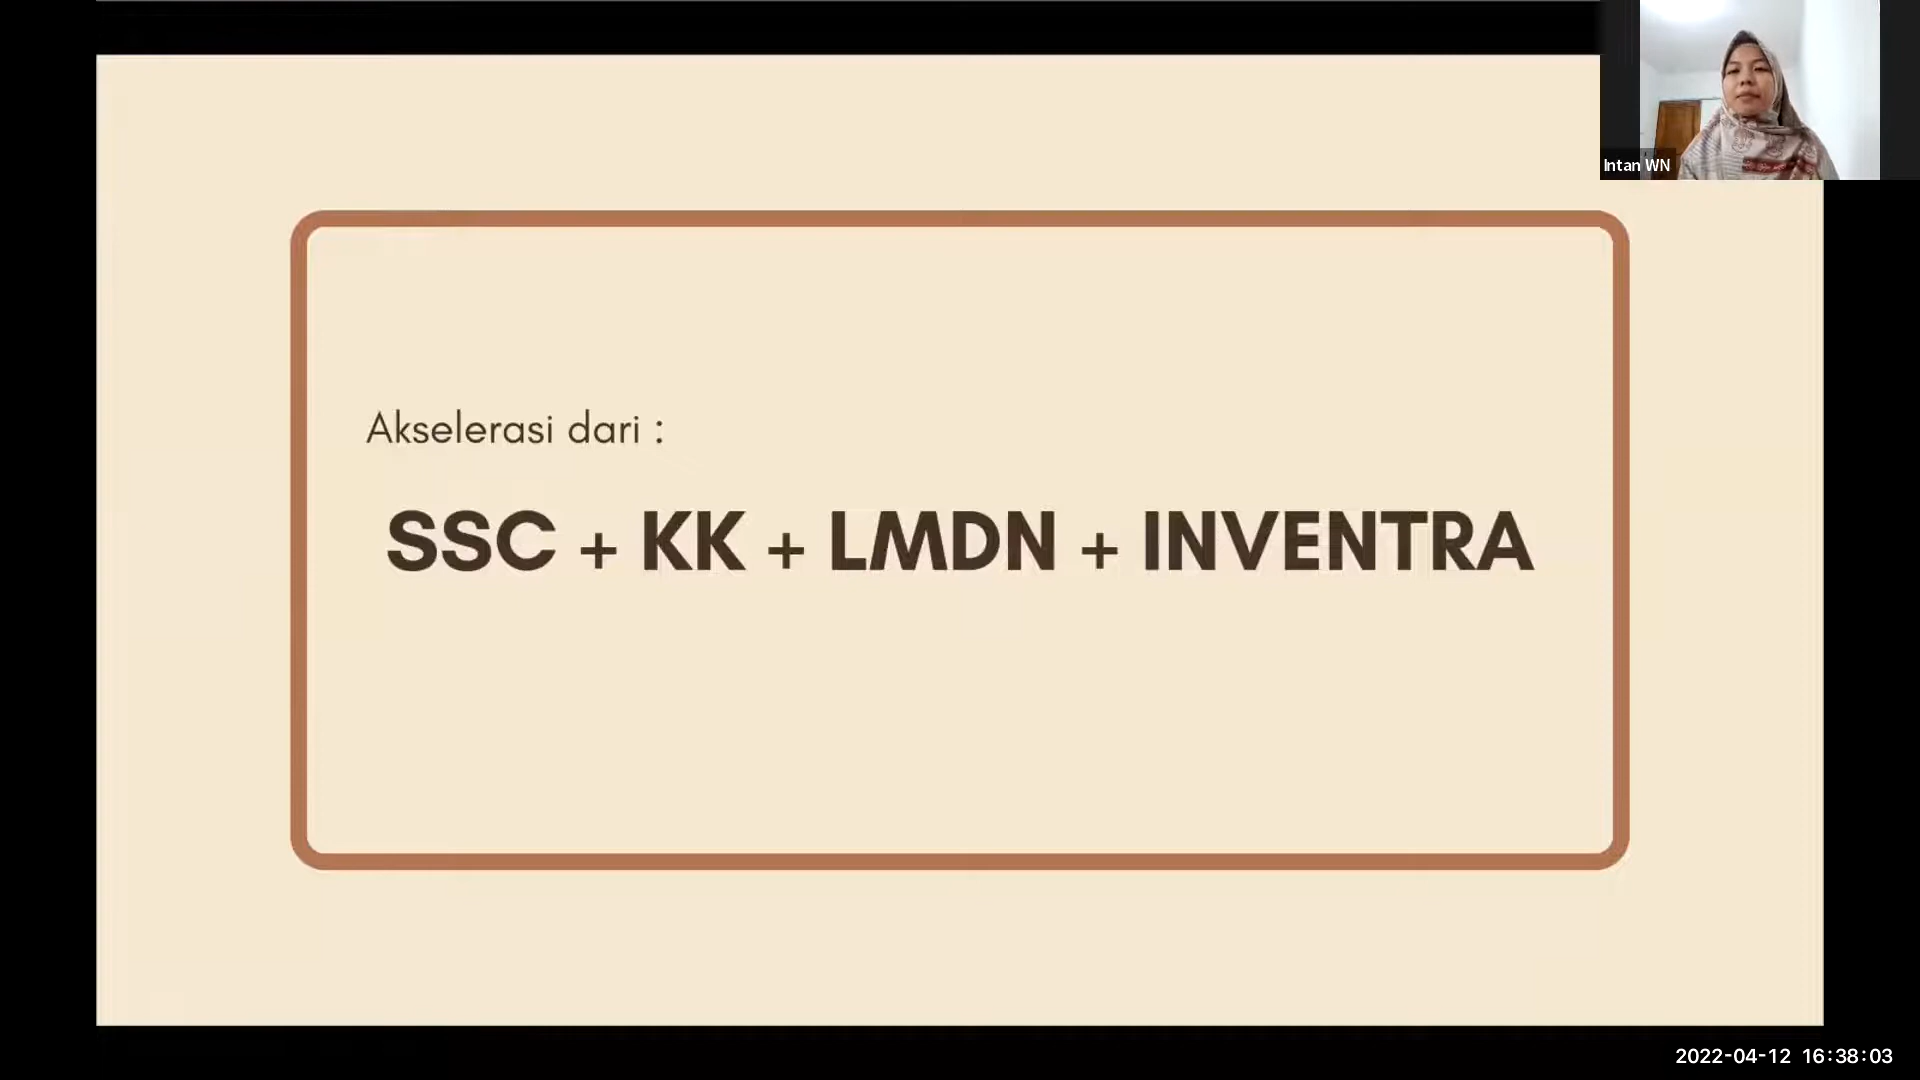 Intan WN
Akselerasi dari :
SSC + KK + LMDN + INVENTRA
2022-04-12 16:38:03